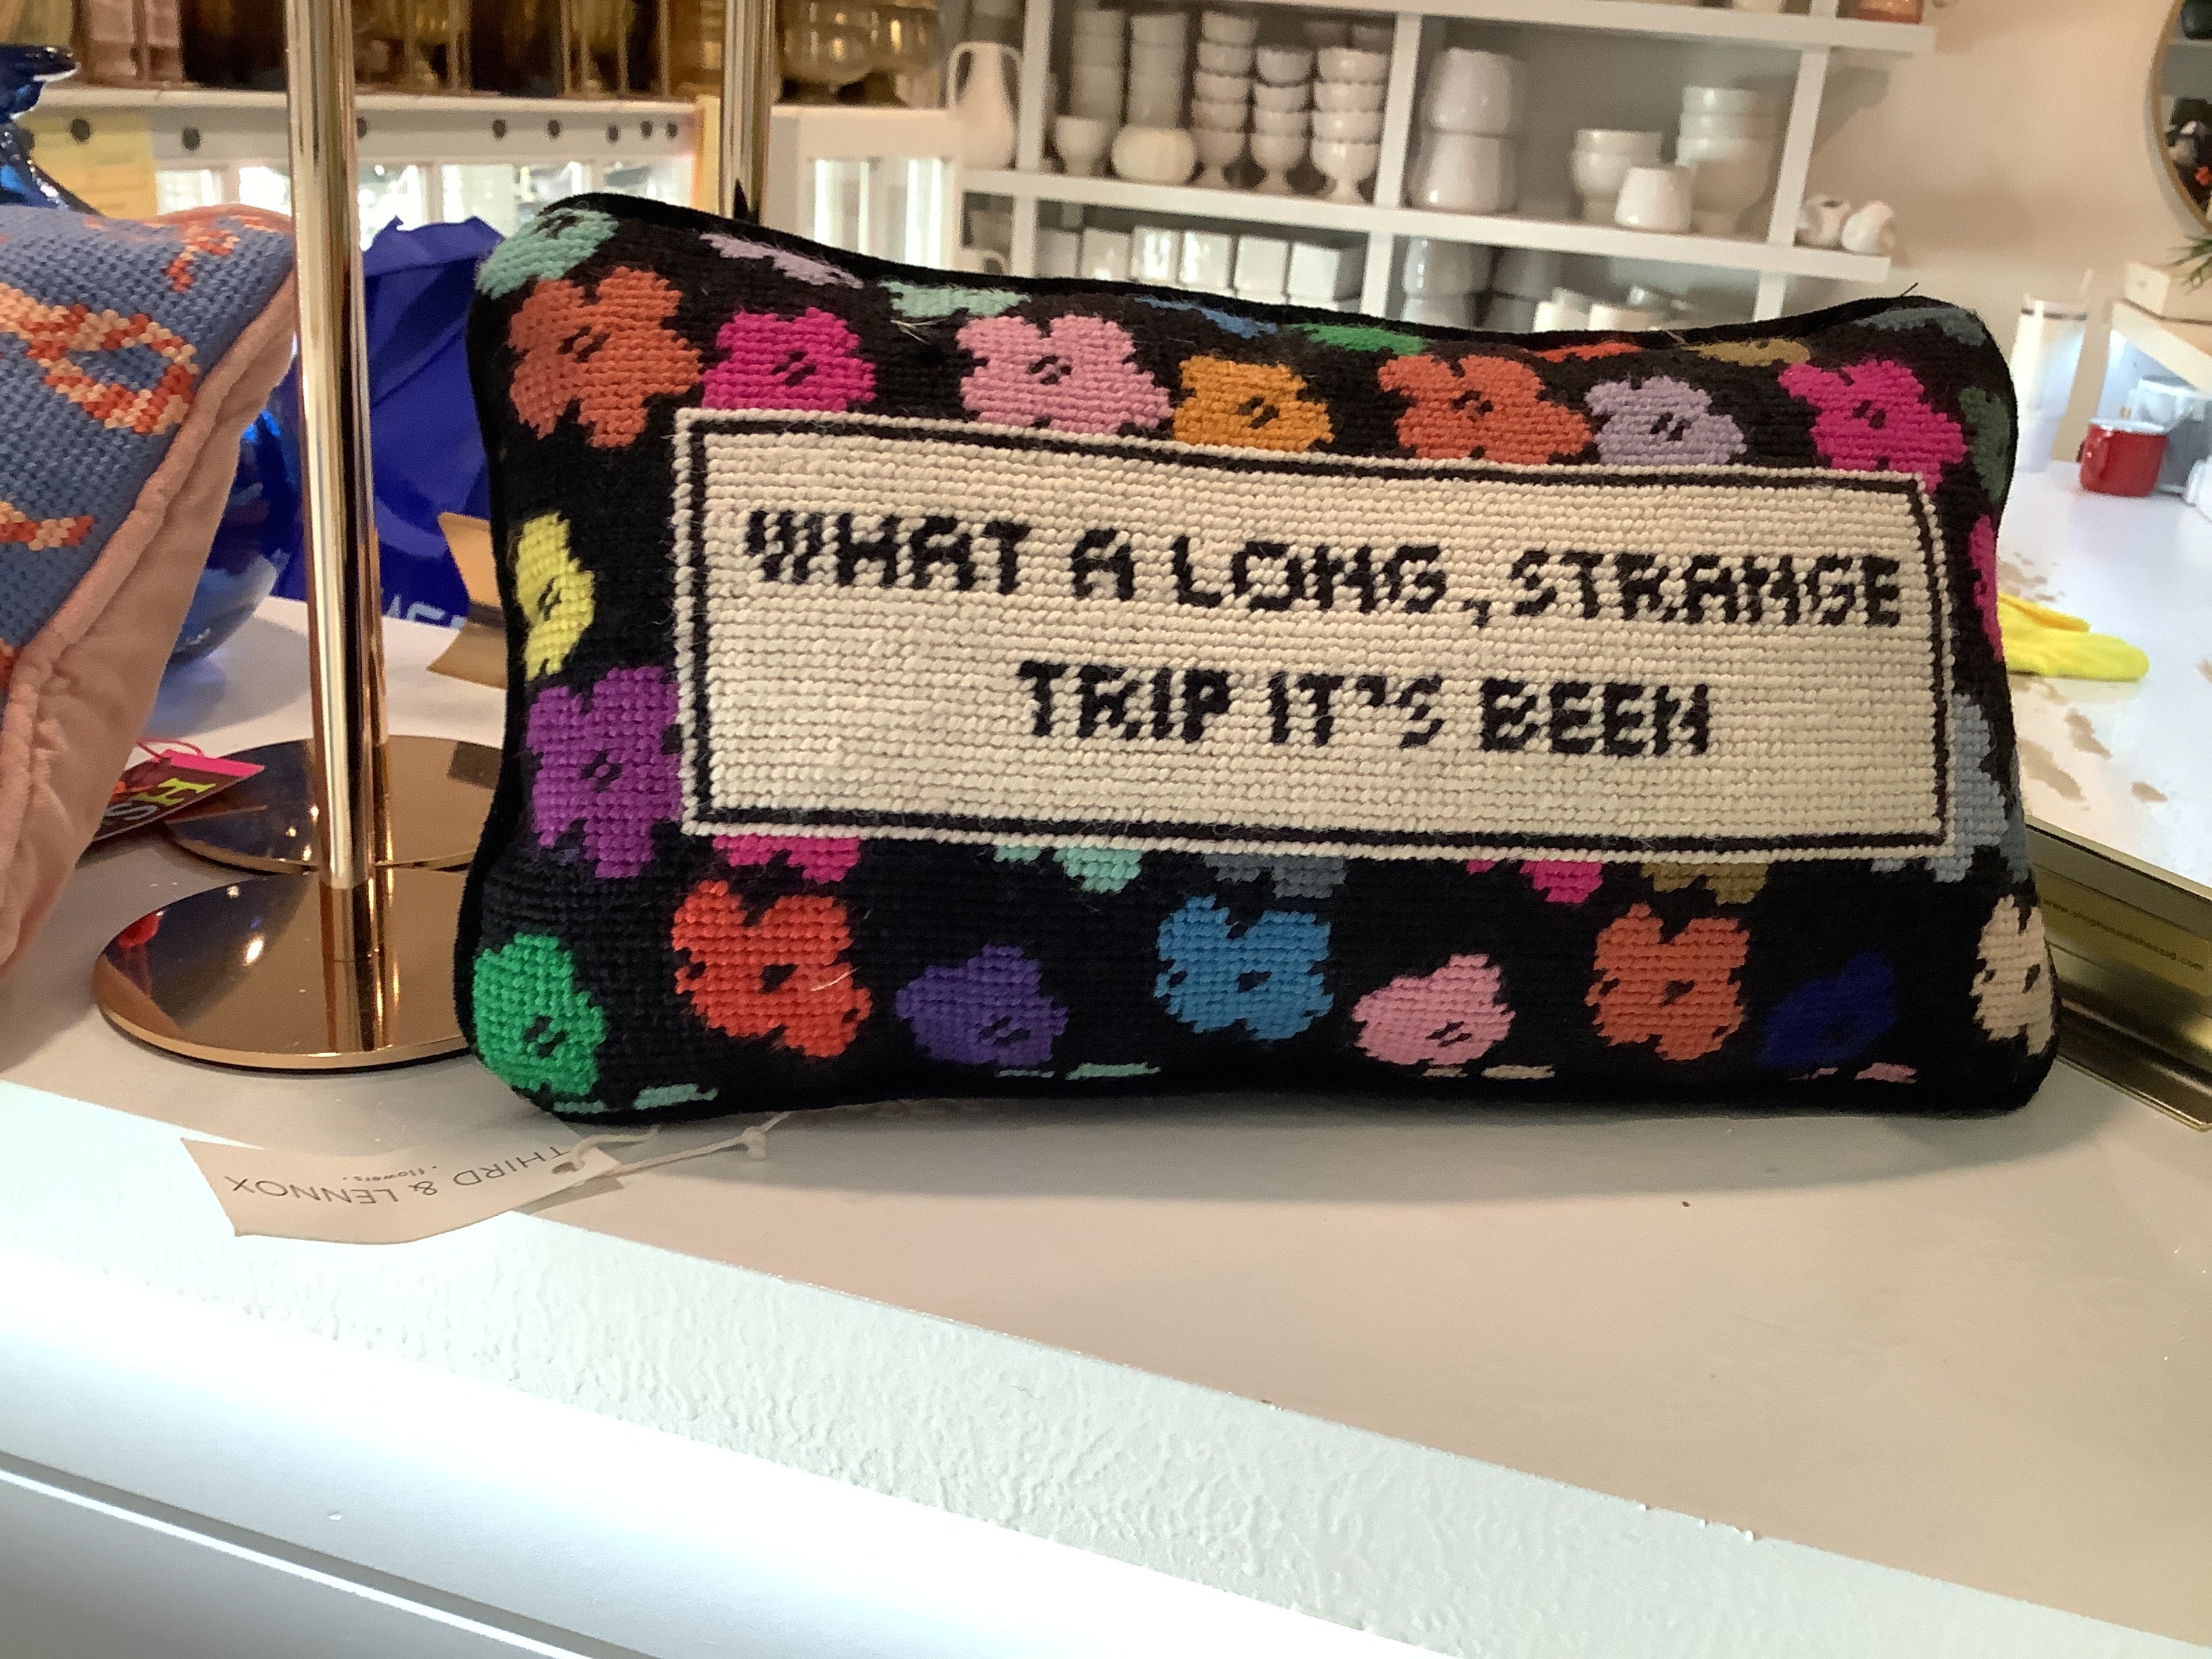 WHAT A LONG, STRANGE
TRIP IT'S BEEN
THIRD & LENNOX
. flowers .